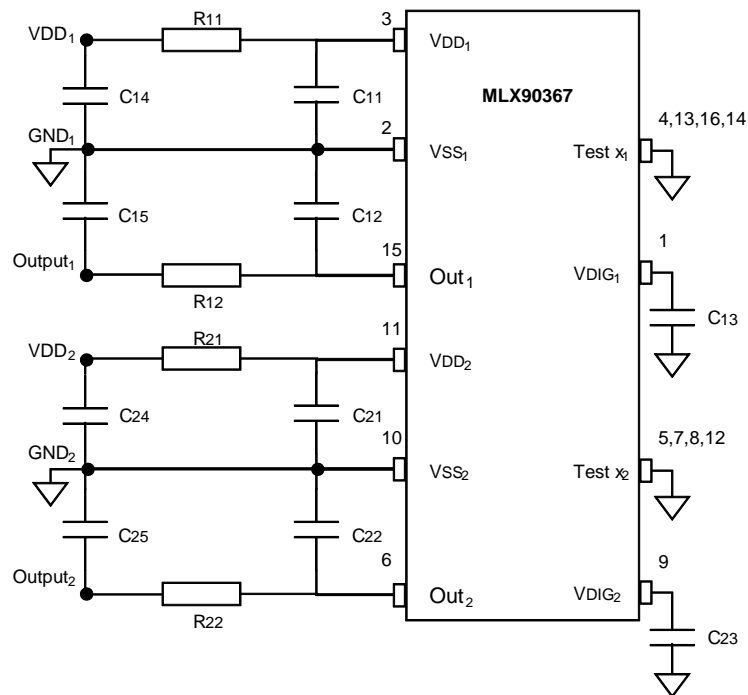 VDD₁
R11
3
VDD₁
C14
C11
MLX90367
GND₁
2
VSS₁
4,13,16,14
Test x₁
C15
C12
Output₁
R12
15
Out₁
1
VDIG₁
C13
VDD₂
R21
11
VDD₂
C24
C21
GND₂
10
VSS₂
5,7,8,12
Test x₂
C25
C22
Output₂
R22
6
Out₂
9
VDIG₂
C23